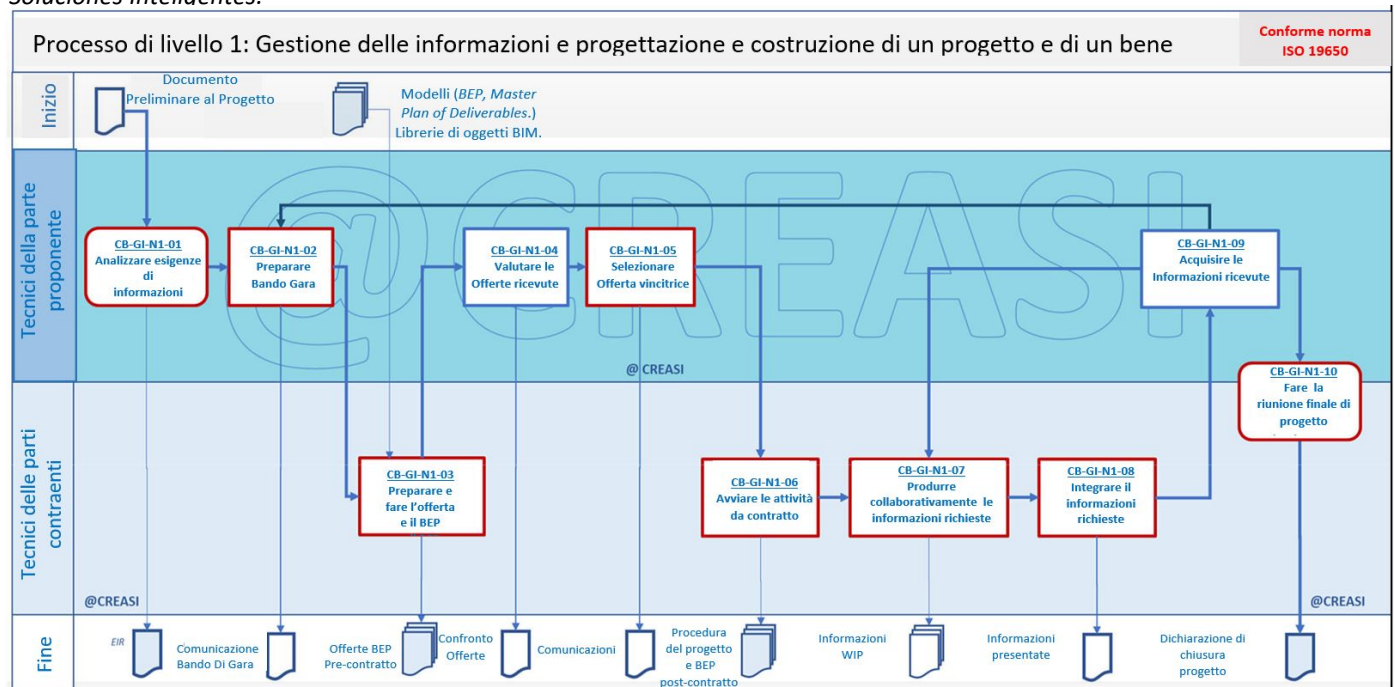 Soluciones Inteligentes.
Processo di livello 1: Gestione delle informazioni e progettazione e costruzione di un progetto e di un bene
Conforme norma
ISO 19650
Inizio
Documento
Preliminare al Progetto
Modelli (BEP, Master
Plan of Deliverables.)
Librerie di oggetti BIM.
Tecnici della parte
proponente
@CREASI
CB-GI-N1-01
Analizzare esigenze
di
informazioni
CB-GI-N1-02
Preparare
Bando Gara
CB-GI-N1-04
Valutare le
Offerte ricevute
CB-GI-N1-05
Selezionare
Offerta vincitrice
CB-GI-N1-09
Acquisire le
Informazioni ricevute
@ CREASI
CB-GI-N1-10
Fare la
riunione finale di
progetto
Tecnici delle parti
contraenti
CB-GI-N1-03
Preparare e
fare l'offerta
e il BEP
CB-GI-N1-06
Avviare le attività
da contratto
CB-GI-N1-07
Produrre
collaborativamente le
informazioni richieste
CB-GI-N1-08
Integrare il
informazioni
richieste
@CREASI
@CREASI
Fine
EIR
Comunicazione
Bando Di Gara
Offerte BEP
Pre-contratto
Confronto
Offerte
Comunicazioni
Procedura
del progetto
e BEP
post-contratto
Informazioni
WIP
Informazioni
presentate
Dichiarazione di
chiusura
progetto